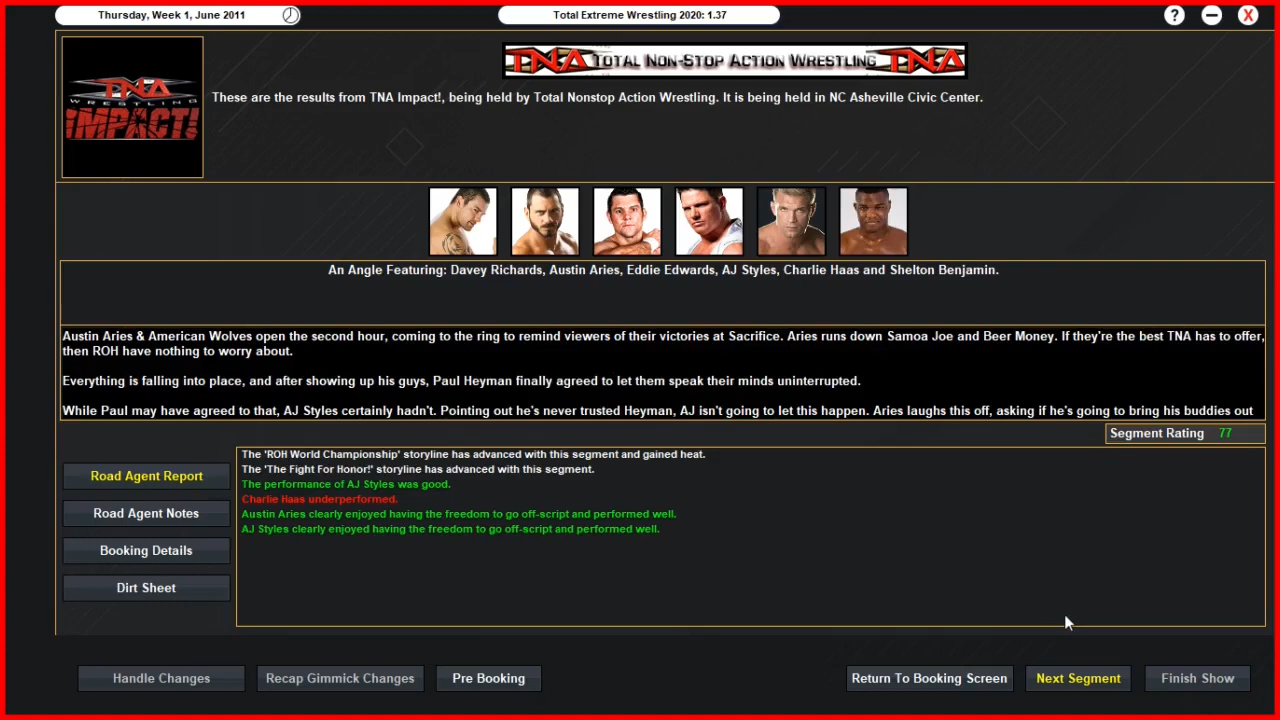 Thursday, Week 1, June 2011
Total Extreme Wrestling 2020: 1.37
? – X
TNA WRESTLING IMPACT!
TNA TOTAL NON-STOP ACTION WRESTLING TNA
These are the results from TNA Impact!, being held by Total Nonstop Action Wrestling. It is being held in NC Asheville Civic Center.
An Angle Featuring: Davey Richards, Austin Aries, Eddie Edwards, AJ Styles, Charlie Haas and Shelton Benjamin.
Austin Aries & American Wolves open the second hour, coming to the ring to remind viewers of their victories at Sacrifice. Aries runs down Samoa Joe and Beer Money. If they're the best TNA has to offer,
then ROH have nothing to worry about.
Everything is falling into place, and after showing up his guys, Paul Heyman finally agreed to let them speak their minds uninterrupted.
While Paul may have agreed to that, AJ Styles certainly hadn't. Pointing out he's never trusted Heyman, AJ isn't going to let this happen. Aries laughs this off, asking if he's going to bring his buddies out
Segment Rating 77
The 'ROH World Championship' storyline has advanced with this segment and gained heat.
The 'The Fight For Honor!' storyline has advanced with this segment.
The performance of AJ Styles was good.
Charlie Haas underperformed.
Austin Aries clearly enjoyed having the freedom to go off-script and performed well.
AJ Styles clearly enjoyed having the freedom to go off-script and performed well.
Road Agent Report
Road Agent Notes
Booking Details
Dirt Sheet
Handle Changes
Recap Gimmick Changes
Pre Booking
Return To Booking Screen
Next Segment
Finish Show